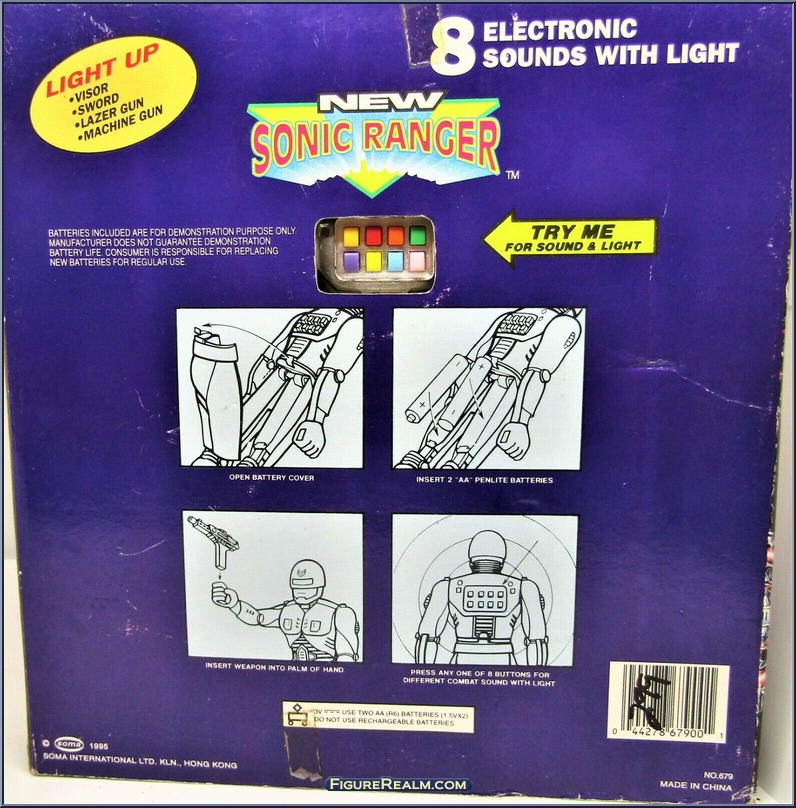 8 ELECTRONIC
SOUNDS WITH LIGHT
LIGHT UP
•VISOR
•SWORD
•LAZER GUN
•MACHINE GUN
NEW
SONIC RANGER
TM
BATTERIES INCLUDED ARE FOR DEMONSTRATION PURPOSE ONLY.
MANUFACTURER DOES NOT GUARANTEE DEMONSTRATION
BATTERY LIFE. CONSUMER IS RESPONSIBLE FOR REPLACING
NEW BATTERIES FOR REGULAR USE.
TRY ME
FOR SOUND & LIGHT
OPEN BATTERY COVER
INSERT 2 "AA" PENLITE BATTERIES
INSERT WEAPON INTO PALM OF HAND
PRESS ANY ONE OF 8 BUTTONS FOR
DIFFERENT COMBAT SOUND WITH LIGHT
3V USE TWO AA (R6) BATTERIES (1.5VX2)
DO NOT USE RECHARGEABLE BATTERIES
0 44278 67900 1
© soma 1995
SOMA INTERNATIONAL LTD. KLN., HONG KONG
NO.679
MADE IN CHINA
FIGUREREALM.COM